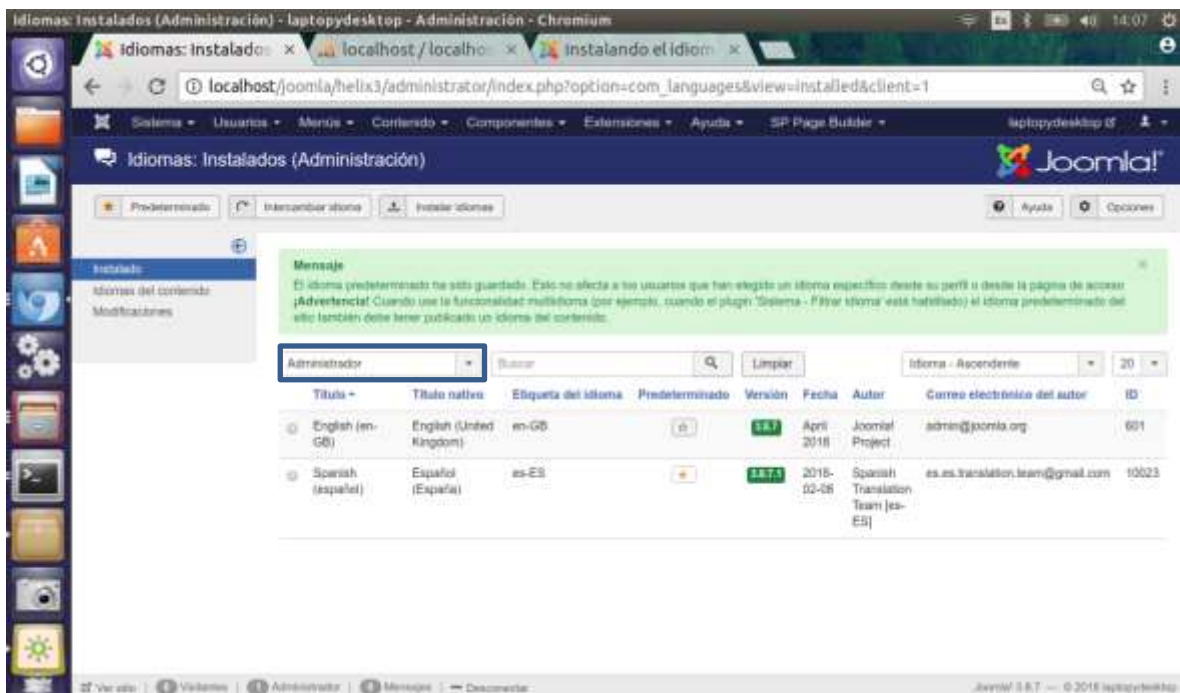 Idiomas: Instalados (Administración) - laptopydesktop - Administración - Chromium
Es
14:07
Idiomas: Instalado ×
localhost / localho ×
Instalando el idiom ×
localhost/joomla/helix3/administrator/index.php?option=com_languages&view=installed&client=1
Sistema Usuarios Menús Contenido Componentes Extensiones Ayuda SP Page Builder laptopydesktop
Idiomas: Instalados (Administración)
Joomla!
Predeterminado Intercambiar idioma Instalar idiomas Ayuda Opciones
Instalado
Idiomas del contenido
Modificaciones
Mensaje ×
El idioma predeterminado ha sido guardado. Esto no afecta a los usuarios que han elegido un idioma específico desde su perfil o desde la página de acceso
¡Advertencia! Cuando use la funcionalidad multiidioma (por ejemplo, cuando el plugin 'Sistema - Filtrar idioma' está habilitado) el idioma predeterminado del
sitio también debe tener publicado un idioma del contenido.
Administrador Buscar Limpiar Idioma - Ascendente 20
Título Título nativo Etiqueta del idioma Predeterminado Versión Fecha Autor Correo electrónico del autor ID
English (en-GB) English (United Kingdom) en-GB 3.8.7 April 2018 Joomla! Project admin@joomla.org 601
Spanish (español) Español (España) es-ES 3.8.7.1 2018-02-08 Spanish Translation Team [es-ES] es.es.translation.team@gmail.com 10023
Ver sitio Visitantes Administrador Mensajes Desconectar Joomla! 3.8.7 — © 2018 laptopydesktop